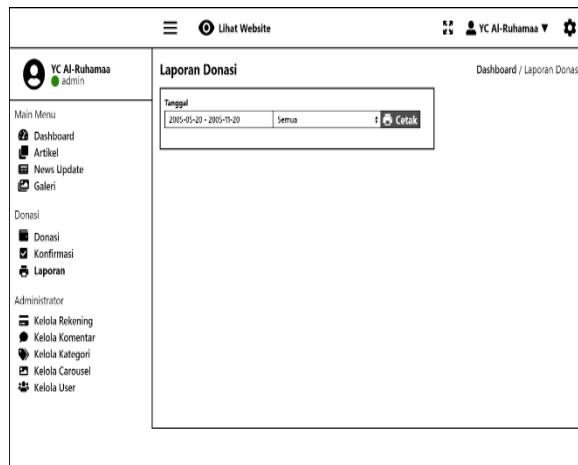 Lihat Website
YC Al-Ruhamaa ▼
YC Al-Ruhamaa
admin
Main Menu
Dashboard
Artikel
News Update
Galeri
Donasi
Donasi
Konfirmasi
Laporan
Administrator
Kelola Rekening
Kelola Komentar
Kelola Kategori
Kelola Carousel
Kelola User
Laporan Donasi
Dashboard / Laporan Donas
Tanggal
2005-05-20 - 2005-11-20
Semua
Cetak